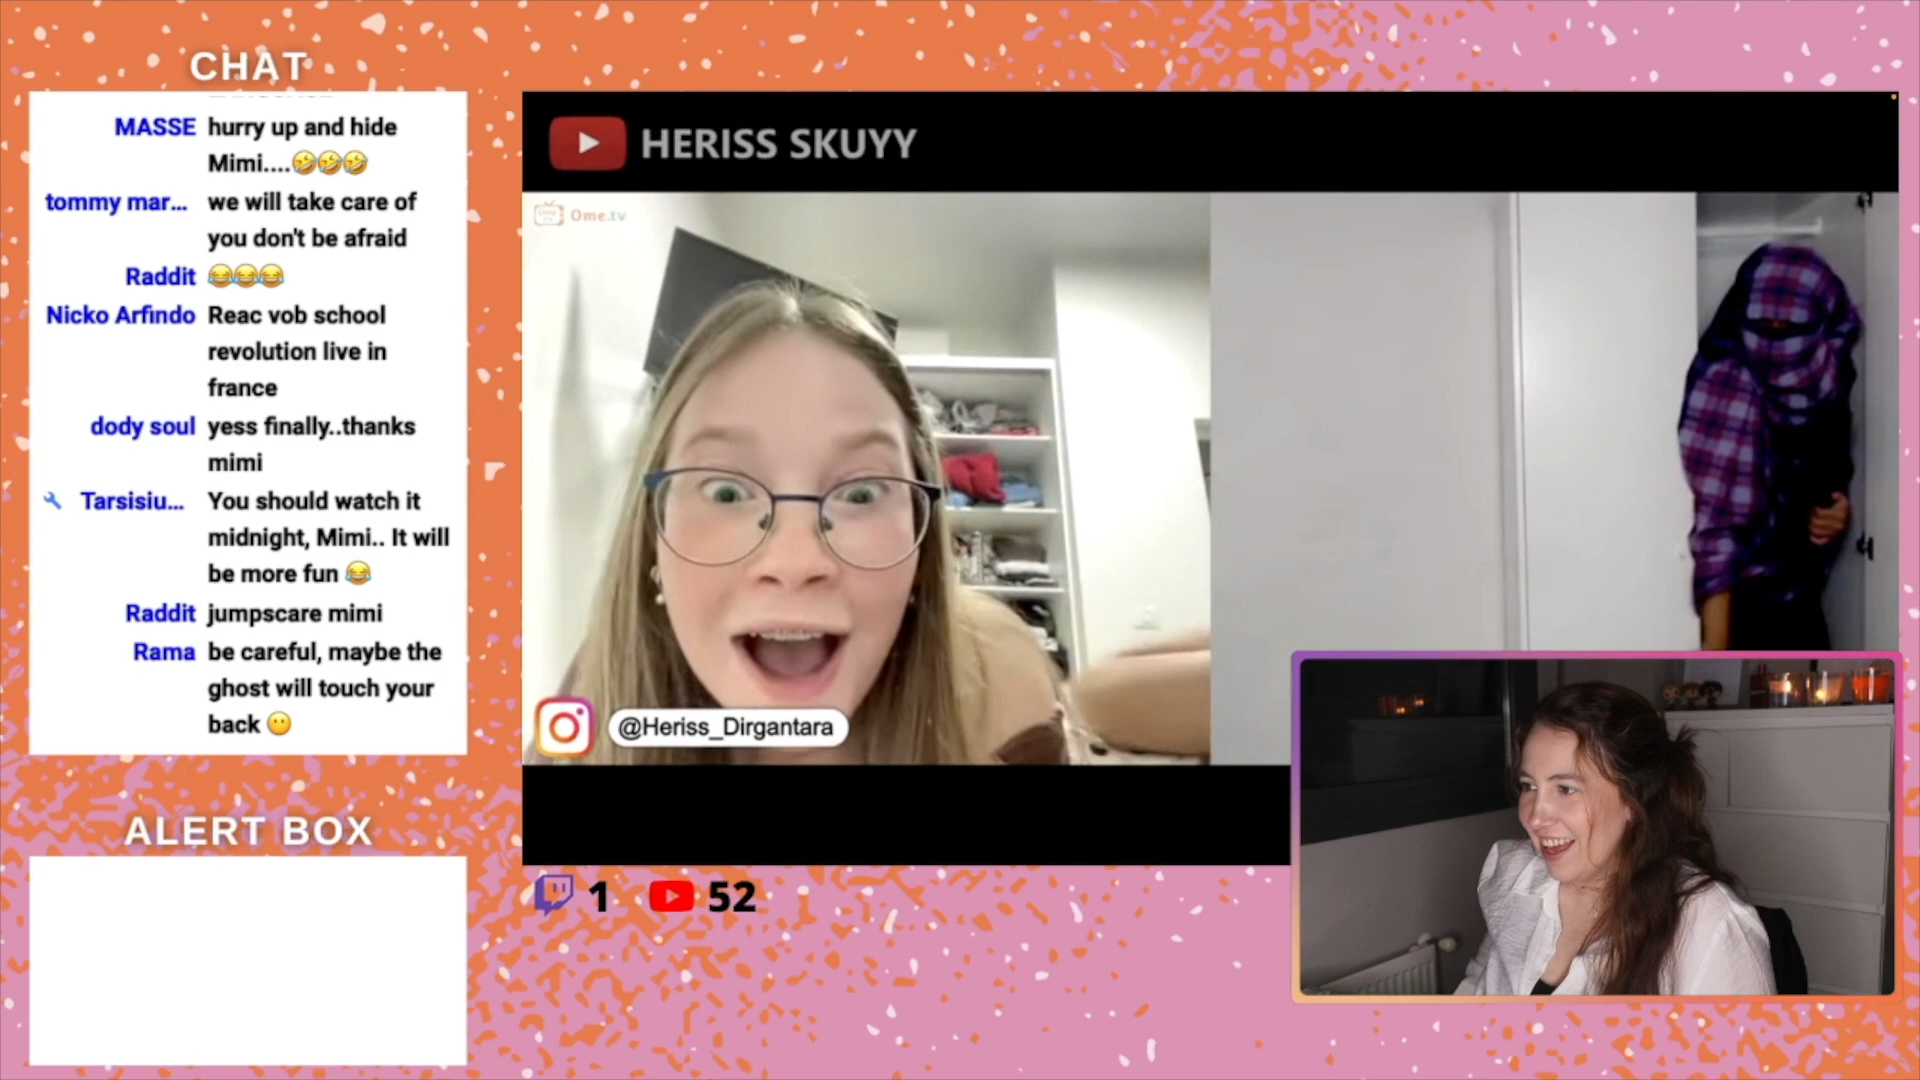 CHAT
MASSE hurry up and hide
Mimi....🤣🤣🤣
tommy mar... we will take care of
you don't be afraid
Raddit 😂😂😂
Nicko Arfindo Reac vob school
revolution live in
france
dody soul yess finally..thanks
mimi
Tarsisiu... You should watch it
midnight, Mimi.. It will
be more fun 😂
Raddit jumpscare mimi
Rama be careful, maybe the
ghost will touch your
back 😶
ALERT BOX
HERISS SKUYY
Ome.tv
@Heriss_Dirgantara
1 52